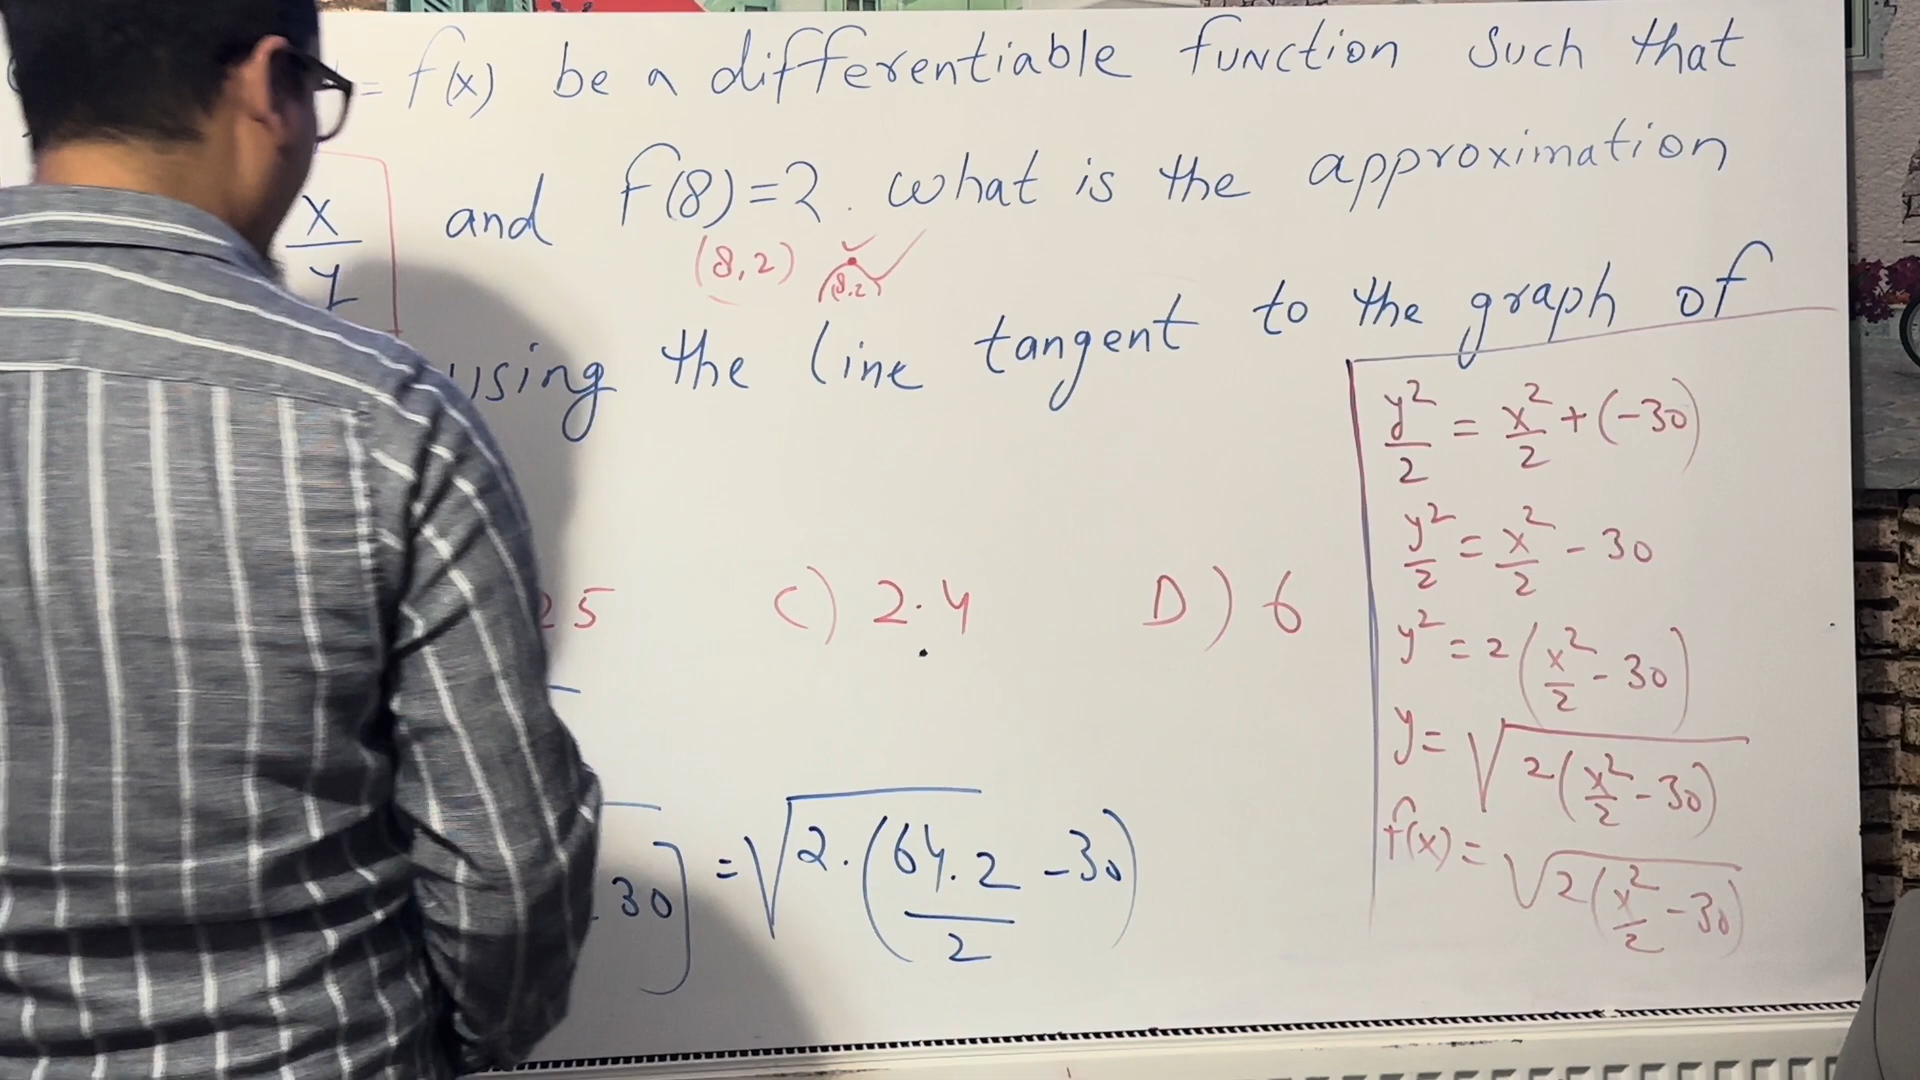 = f(x) be a differentiable function such that
x/y and f(8)=2. what is the approximation
(8,2) (8.2)
using the line tangent to the graph of
25 C) 2.4 D) 6
30] = √2.(64.2/2 -30)
y²/2 = x²/2 + (-30)
y²/2 = x²/2 - 30
y² = 2(x²/2 - 30)
y = √2(x²/2 - 30)
f(x) = √2(x²/2 - 30)